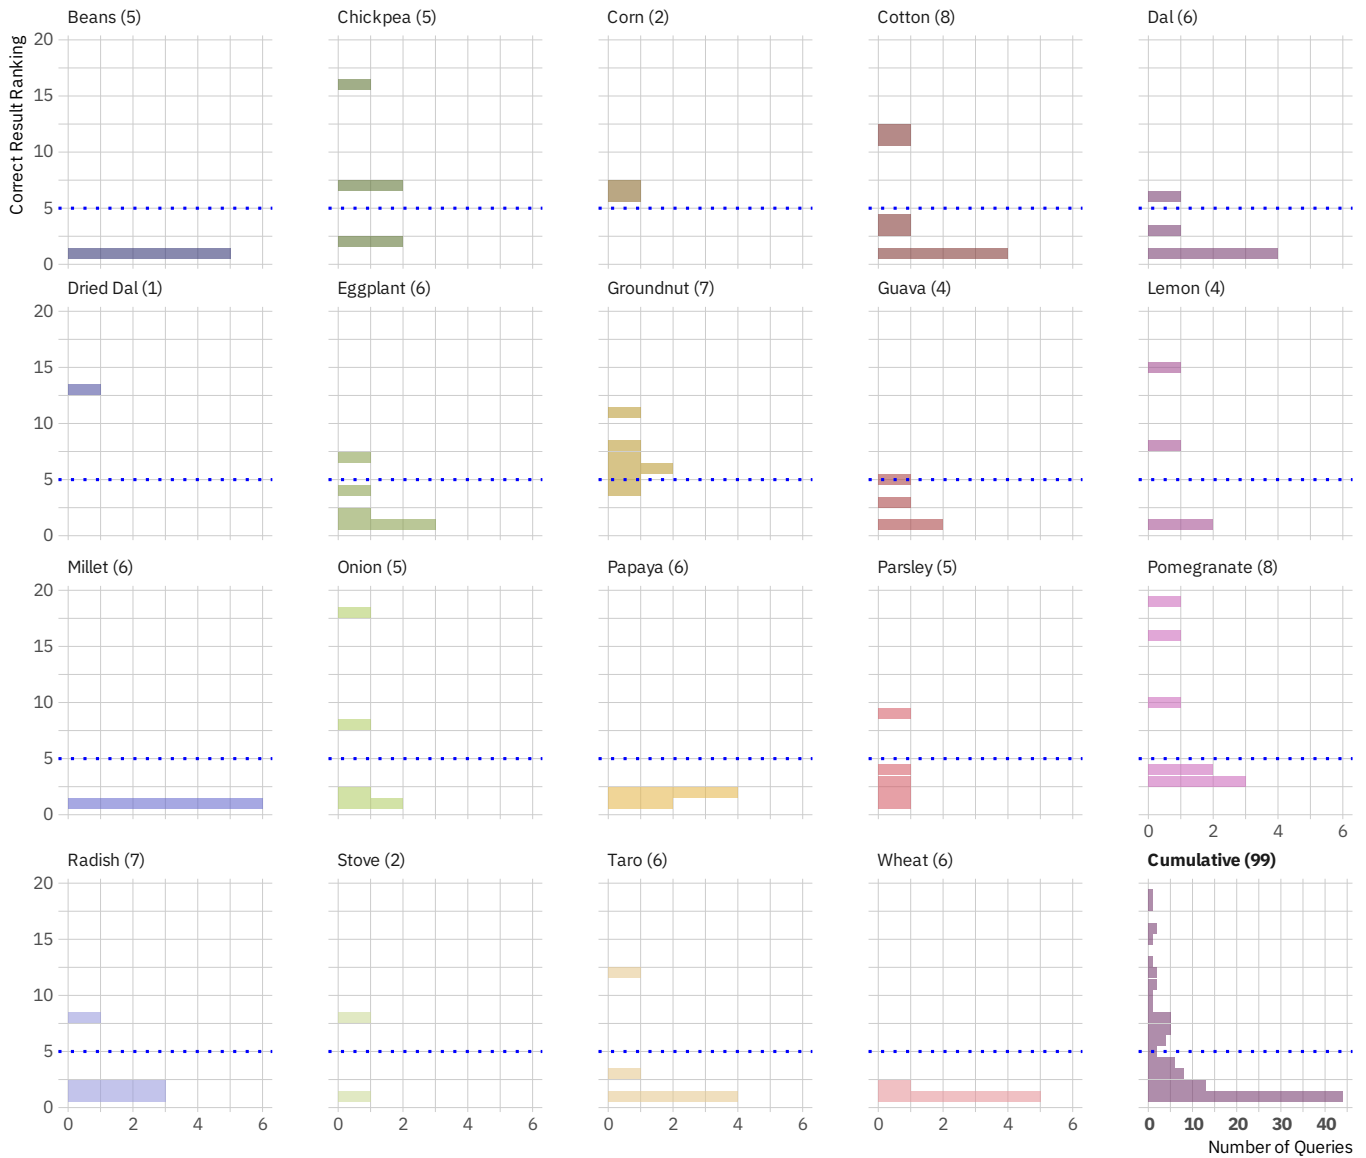 Beans (5) Chickpea (5) Corn (2) Cotton (8) Dal (6)
Correct Result Ranking
20
15
10
5
0
Dried Dal (1) Eggplant (6) Groundnut (7) Guava (4) Lemon (4)
20
15
10
5
0
Millet (6) Onion (5) Papaya (6) Parsley (5) Pomegranate (8)
20
15
10
5
0
0 2 4 6
Radish (7) Stove (2) Taro (6) Wheat (6) Cumulative (99)
20
15
10
5
0
0 2 4 6 0 2 4 6 0 2 4 6 0 2 4 6 0 10 20 30 40
Number of Queries